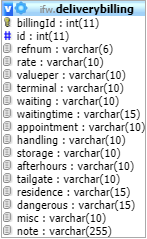 v ifw.deliverybilling
billingId : int(11)
# id : int(11)
refnum : varchar(6)
rate : varchar(10)
valueper : varchar(10)
terminal : varchar(10)
waiting : varchar(10)
waitingtime : varchar(15)
appointment : varchar(10)
handling : varchar(10)
storage : varchar(10)
afterhours : varchar(10)
tailgate : varchar(10)
residence : varchar(15)
dangerous : varchar(15)
misc : varchar(10)
note : varchar(255)